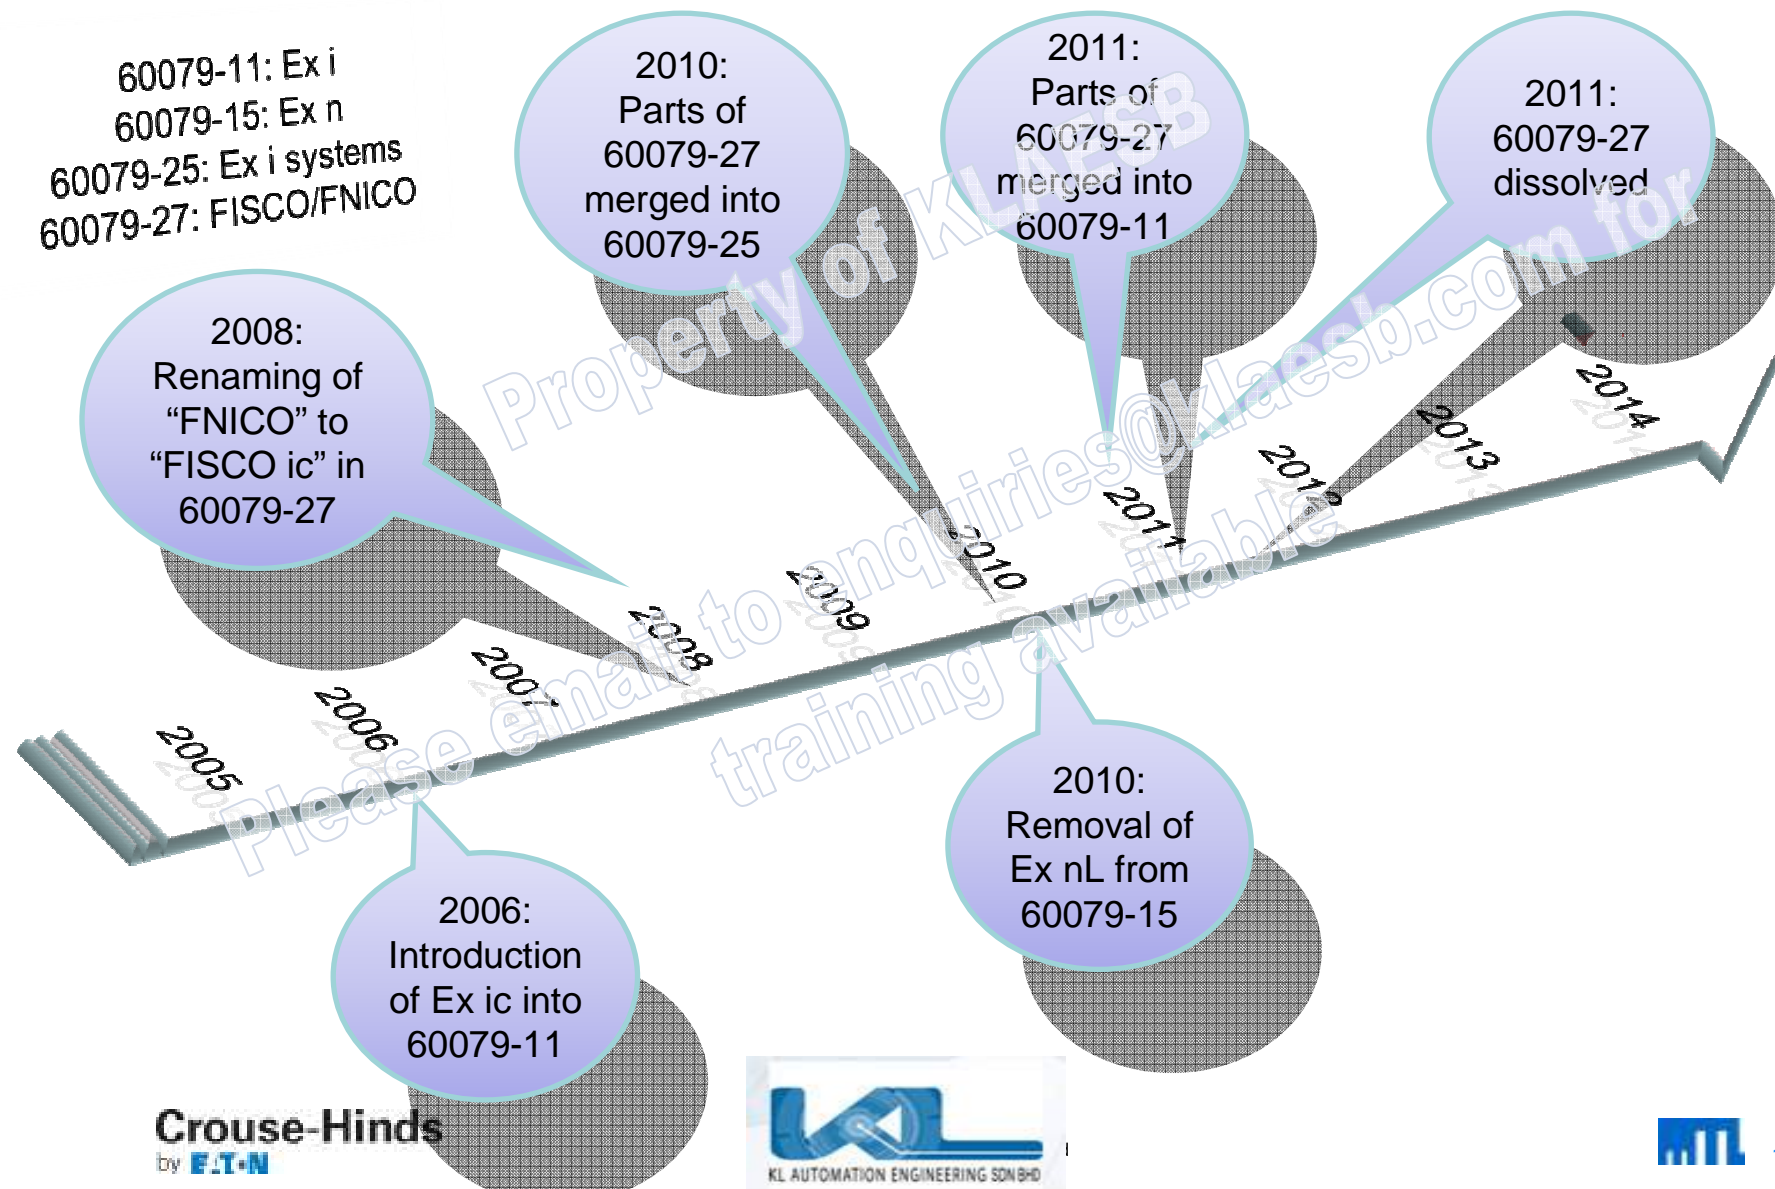 60079-11: Ex i
60079-15: Ex n
60079-25: Ex i systems
60079-27: FISCO/FNICO
2010:
Parts of
60079-27
merged into
60079-25
2011:
Parts of
60079-27
merged into
60079-11
2011:
60079-27
dissolved
2008:
Renaming of
“FNICO” to
“FISCO ic” in
60079-27
2005
2006
2007
2008
2009
2010
2011
2012
2013
2014
2006:
Introduction
of Ex ic into
60079-11
2010:
Removal of
Ex nL from
60079-15
Property of KLAESB
Please email to enquiries@klaesb.com for
training available
Crouse-Hinds
by EATON
KL
KL AUTOMATION ENGINEERING SDN BHD
MTL